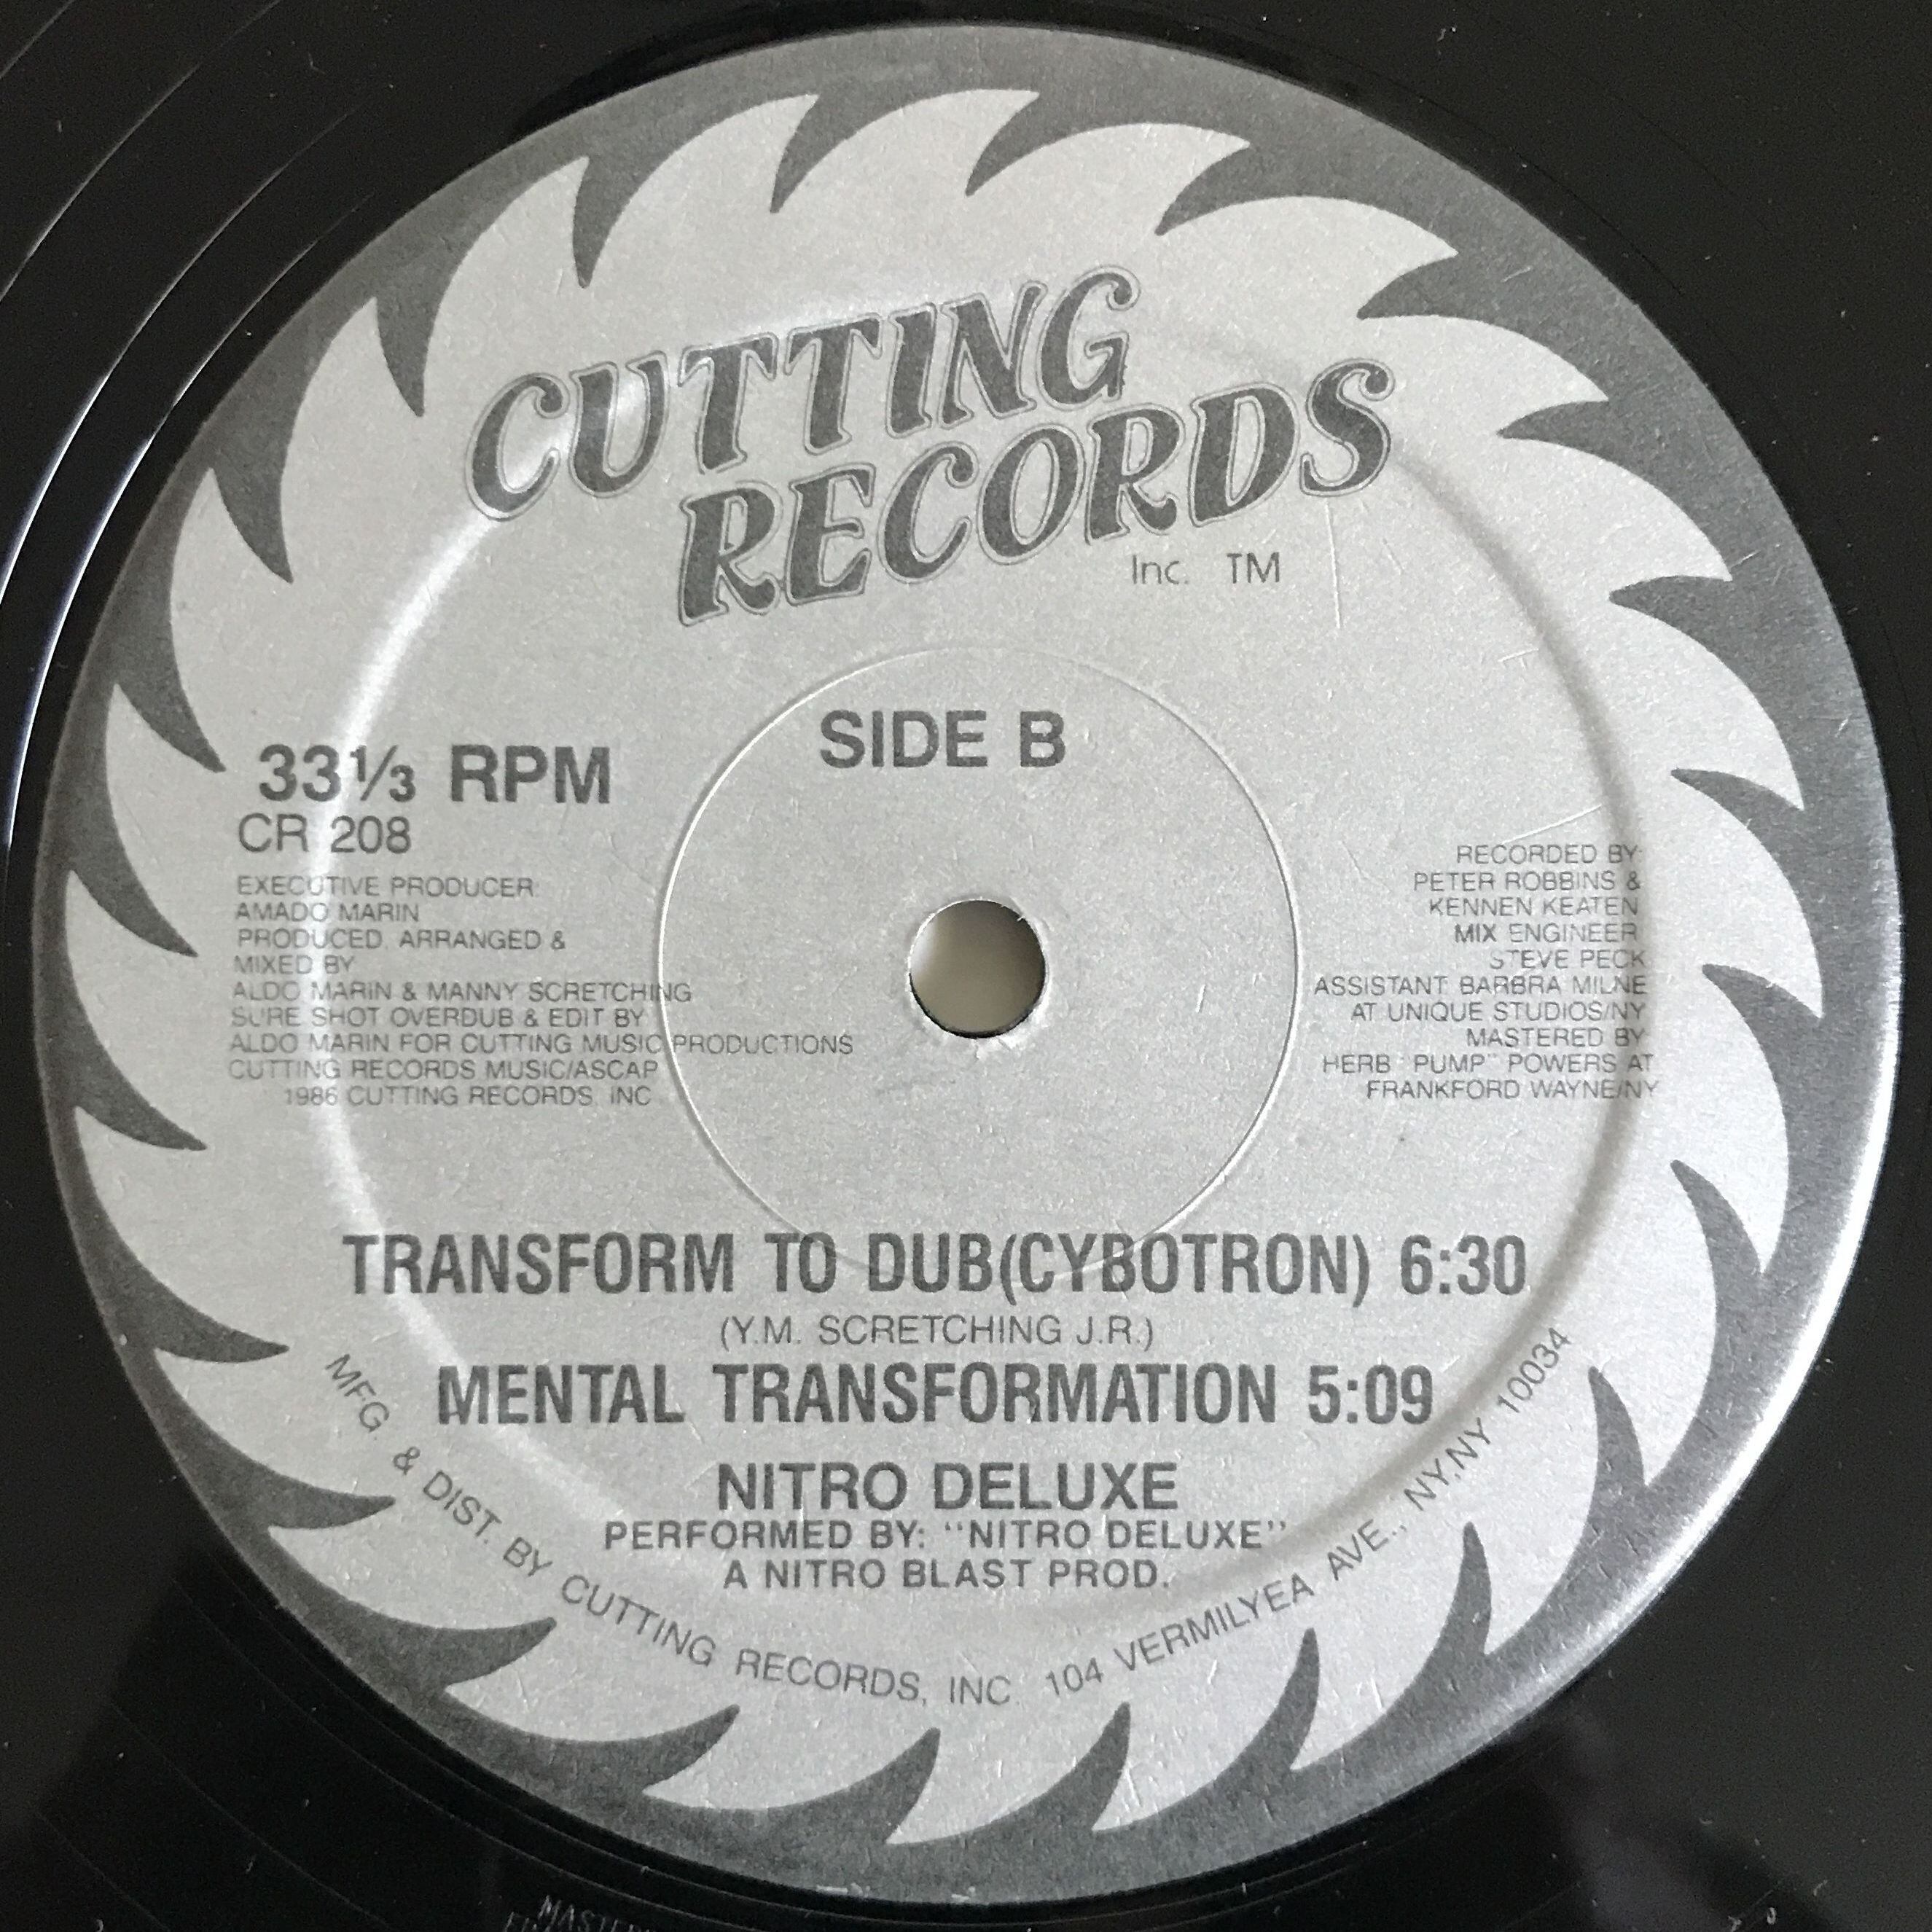 CUTTING
RECORDS
Inc. TM
SIDE B
33⅓ RPM
CR 208
EXECUTIVE PRODUCER:
AMADO MARIN
PRODUCED, ARRANGED &
MIXED BY
ALDO MARIN & MANNY SCRETCHING
SURE SHOT OVERDUB & EDIT BY:
ALDO MARIN FOR CUTTING MUSIC PRODUCTIONS
CUTTING RECORDS MUSIC/ASCAP
1986 CUTTING RECORDS, INC
RECORDED BY:
PETER ROBBINS &
KENNEN KEATEN
MIX ENGINEER
STEVE PECK
ASSISTANT: BARBRA MILNE
AT UNIQUE STUDIOS/NY
MASTERED BY
HERB "PUMP" POWERS AT
FRANKFORD WAYNE/NY
TRANSFORM TO DUB(CYBOTRON) 6:30
(Y.M. SCRETCHING J.R.)
MENTAL TRANSFORMATION 5:09
NITRO DELUXE
PERFORMED BY: "NITRO DELUXE"
A NITRO BLAST PROD.
MFG. & DIST. BY CUTTING RECORDS, INC. 104 VERMILYEA AVE., NY,NY 10034